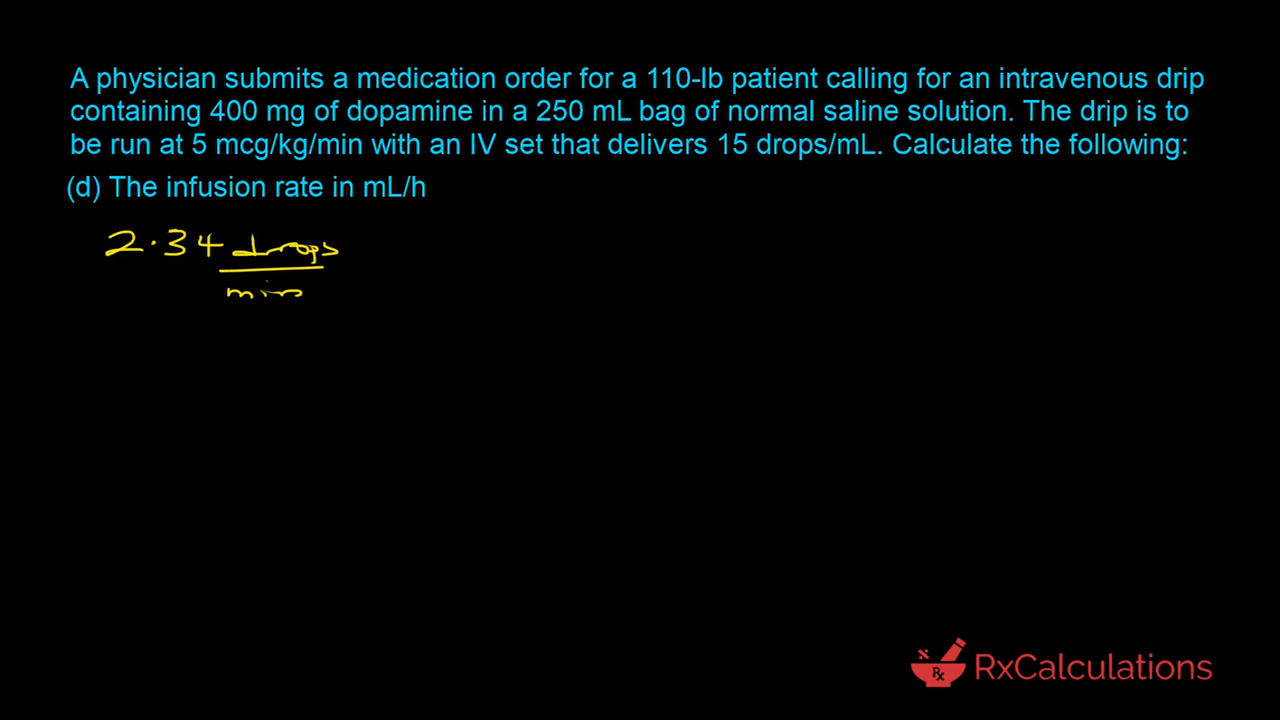 A physician submits a medication order for a 110-lb patient calling for an intravenous drip
containing 400 mg of dopamine in a 250 mL bag of normal saline solution. The drip is to
be run at 5 mcg/kg/min with an IV set that delivers 15 drops/mL. Calculate the following:
(d) The infusion rate in mL/h
2.34 drops
min
Rx RxCalculations